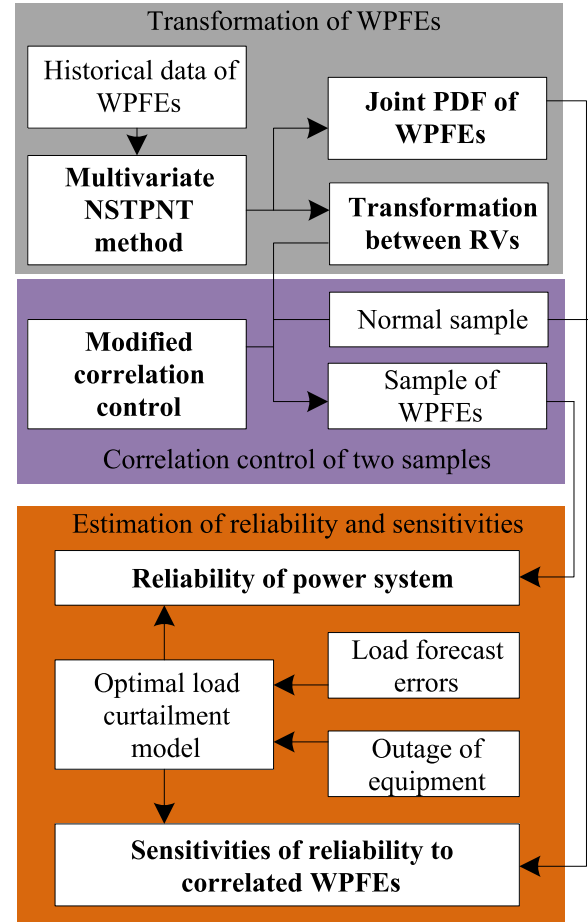 Transformation of WPFEs
Historical data of
WPFEs
Joint PDF of
WPFEs
Multivariate
NSTPNT
method
Transformation
between RVs
Normal sample
Modified
correlation
control
Sample of
WPFEs
Correlation control of two samples
Estimation of reliability and sensitivities
Reliability of power system
Load forecast
errors
Optimal load
curtailment
model
Outage of
equipment
Sensitivities of reliability to
correlated WPFEs